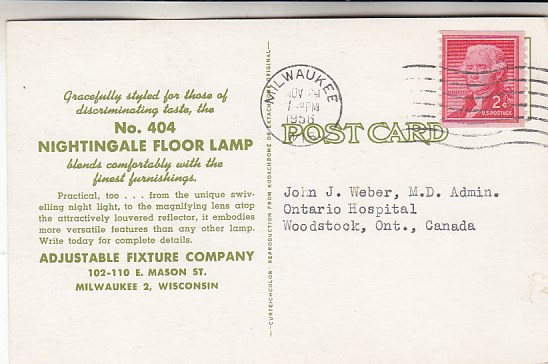 Gracefully styled for those of
discriminating taste, the
No. 404
NIGHTINGALE FLOOR LAMP
blends comfortably with the
finest furnishings.
Practical, too . . . from the unique swiv-
elling night light, to the magnifying lens atop
the attractively louvered reflector, it embodies
more versatile features than any other lamp.
Write today for complete details.
ADJUSTABLE FIXTURE COMPANY
102-110 E. MASON ST.
MILWAUKEE 2, WISCONSIN
—CURTEICHCOLOR® REPRODUCTION FROM KODACHROME OR EKTACHROME ORIGINAL—
MILWAUKEE
NOV
PM
1956
2¢
U.S. POSTAGE
POST CARD
John J. Weber, M.D. Admin.
Ontario Hospital
Woodstock, Ont., Canada